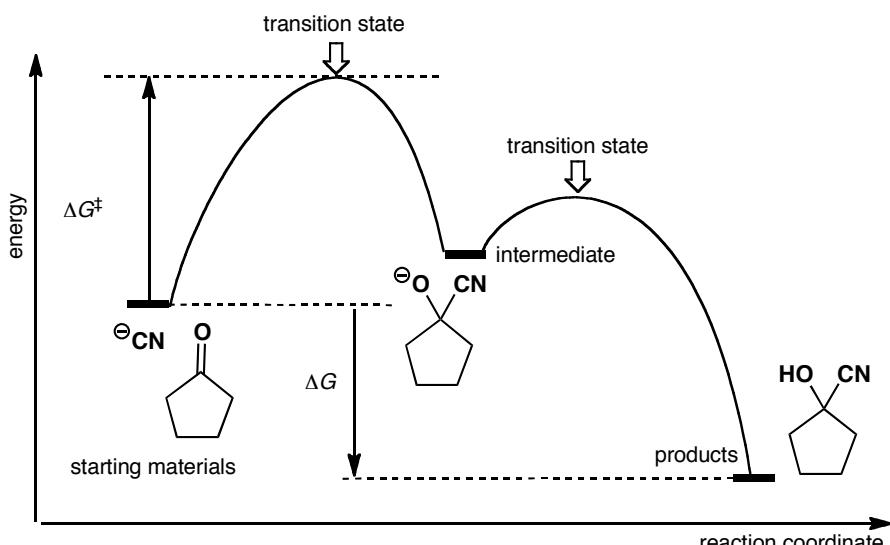 transition state
transition state
energy
ΔG‡
intermediate
⊖O CN
⊖CN
O
ΔG
HO CN
starting materials
products
reaction coordinate